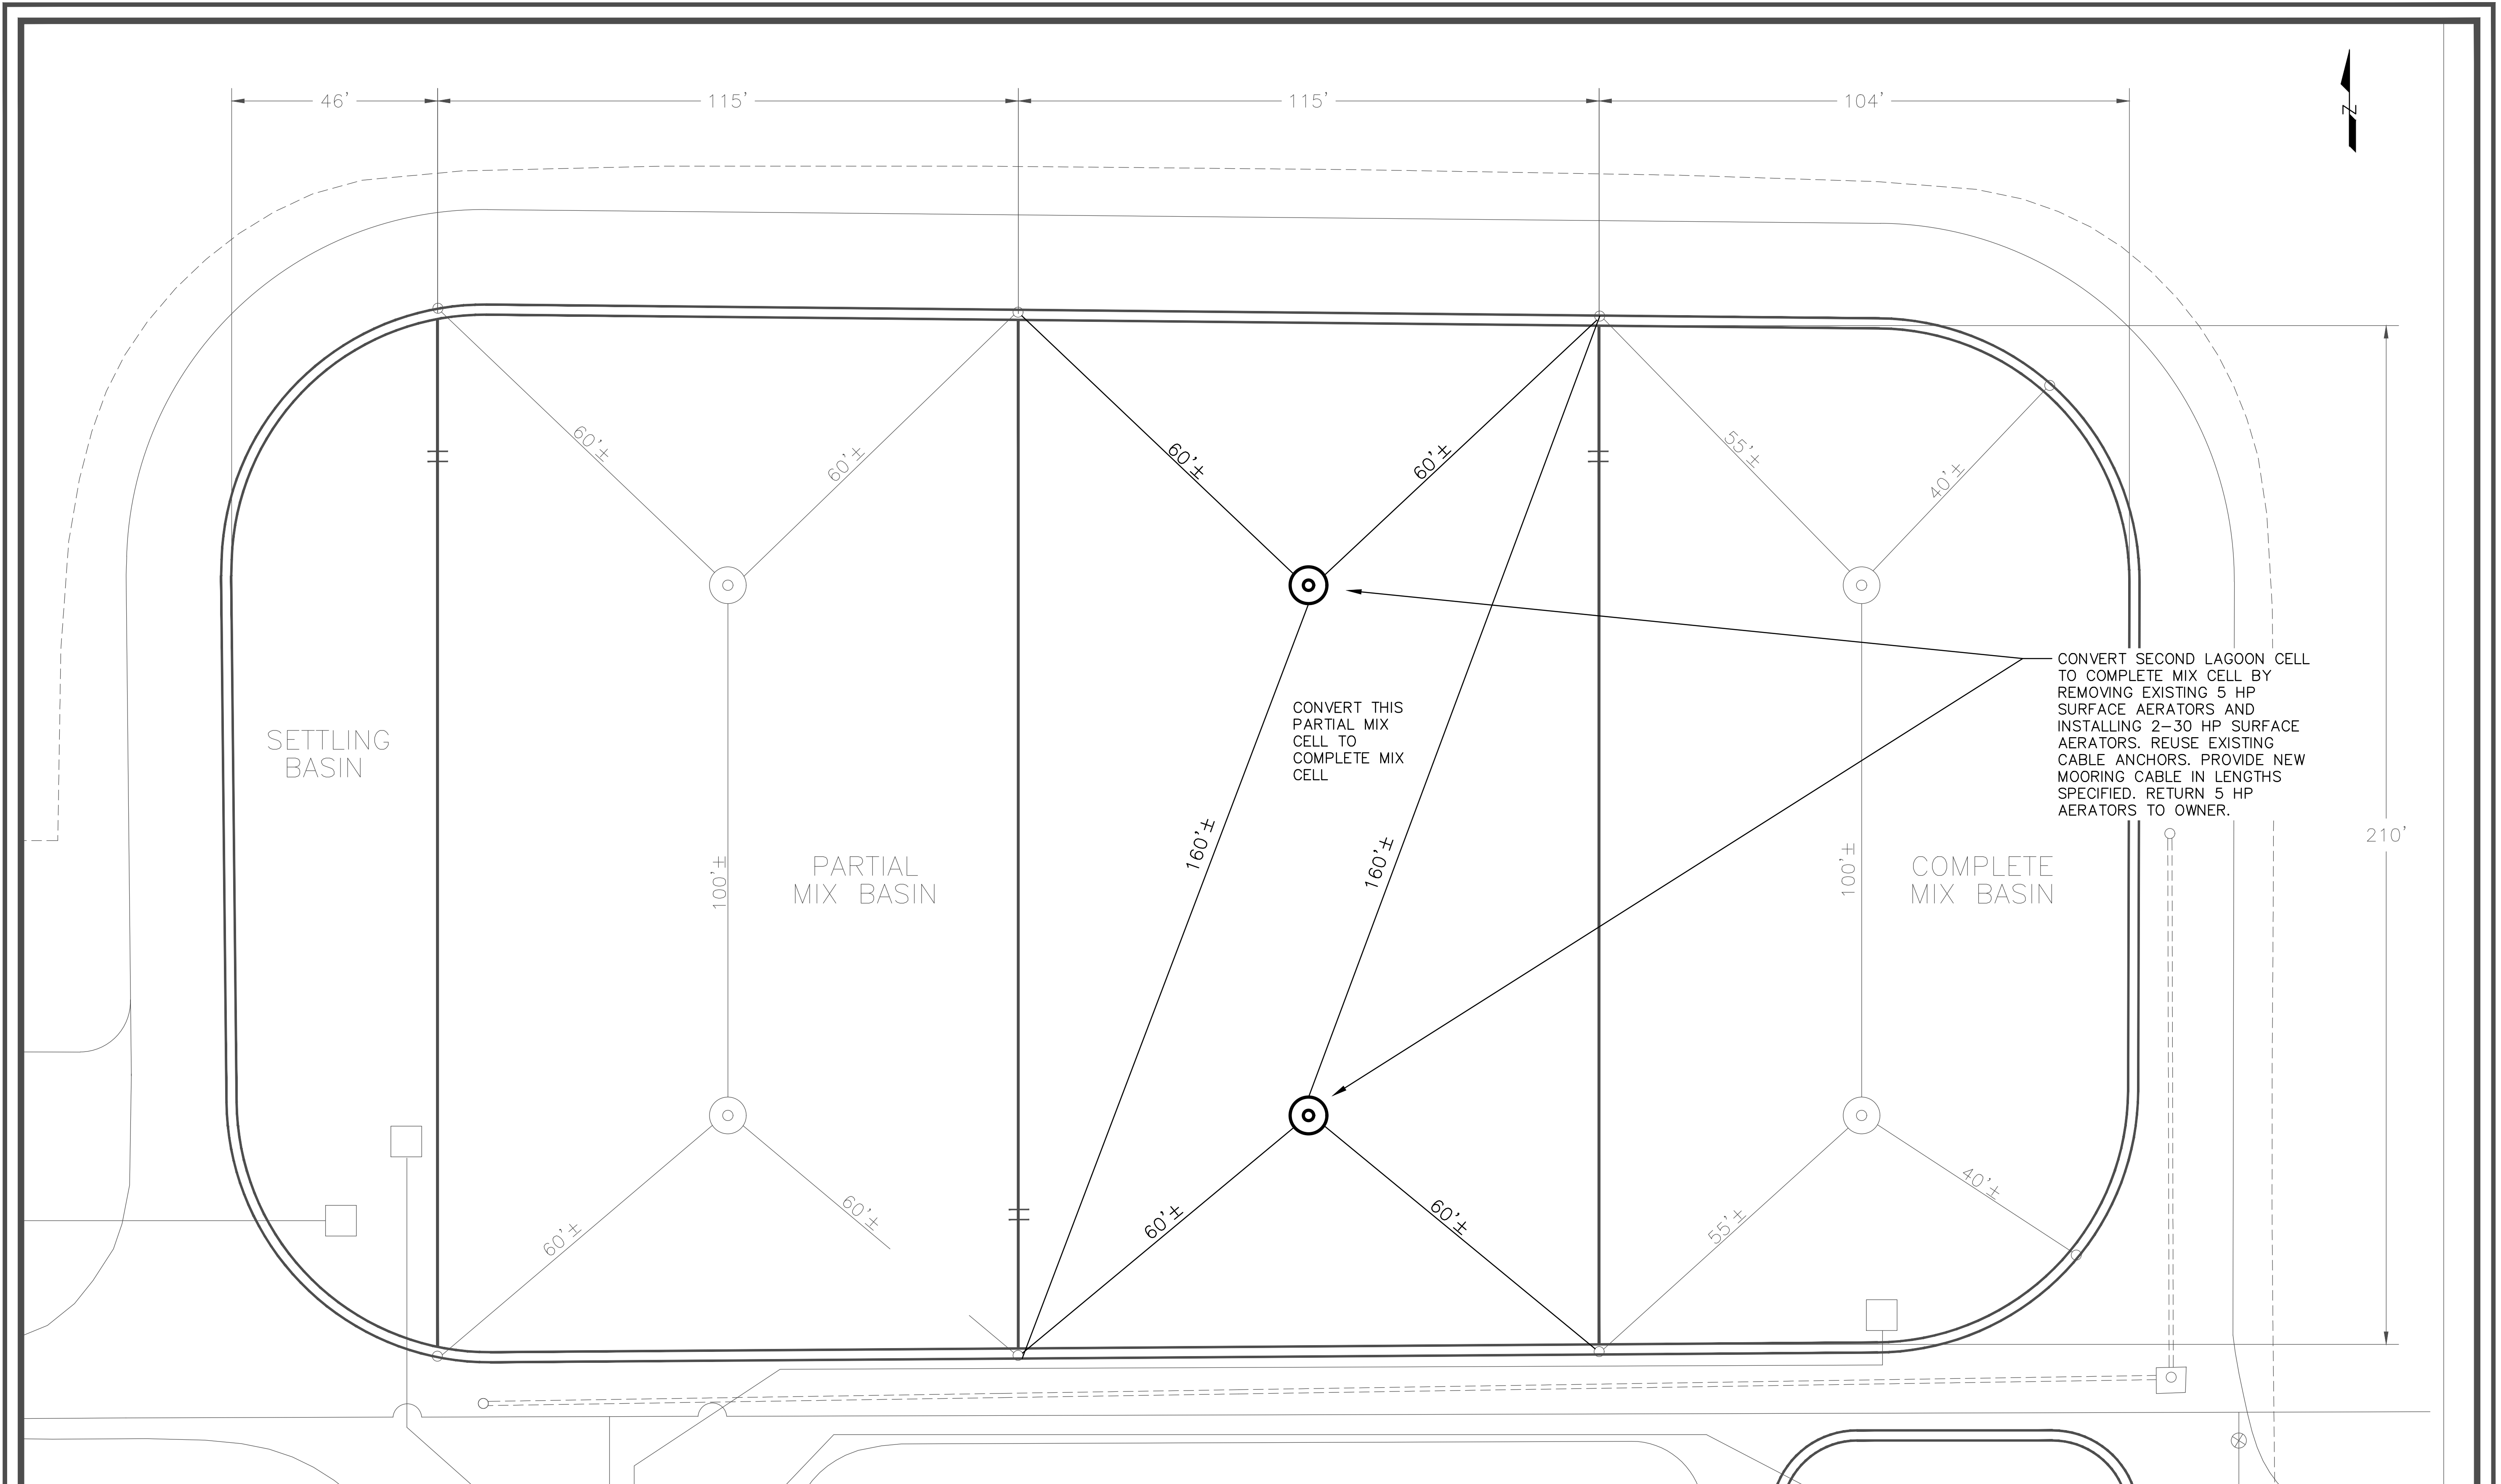 46' 115' 115' 104'
N
60'± 60'± 60'± 60'± 55'± 40'±
CONVERT SECOND LAGOON CELL
TO COMPLETE MIX CELL BY
REMOVING EXISTING 5 HP
SURFACE AERATORS AND
INSTALLING 2-30 HP SURFACE
AERATORS. REUSE EXISTING
CABLE ANCHORS. PROVIDE NEW
MOORING CABLE IN LENGTHS
SPECIFIED. RETURN 5 HP
AERATORS TO OWNER.
CONVERT THIS
PARTIAL MIX
CELL TO
COMPLETE MIX
CELL
SETTLING
BASIN
160'± 160'± 210'
PARTIAL
MIX BASIN
COMPLETE
MIX BASIN
100'± 100'±
60'± 60'± 60'± 60'± 55'± 40'±